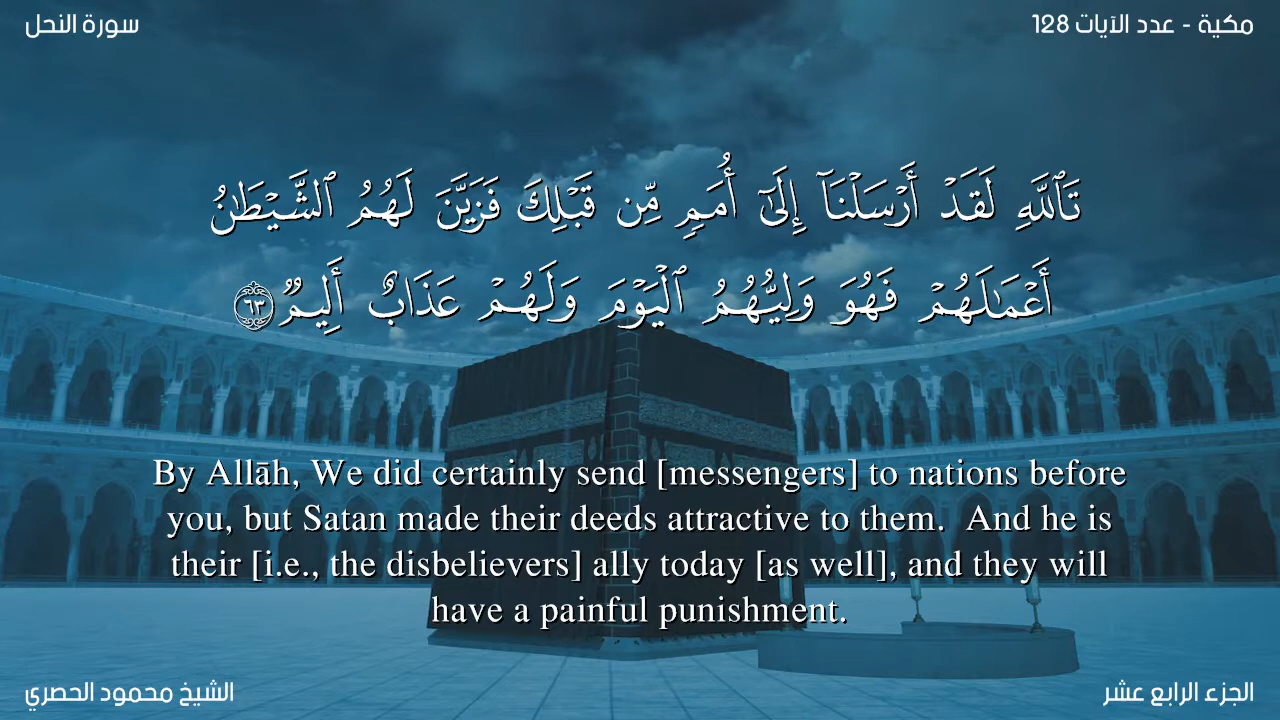 سورة النحل
مكية - عدد الآيات 128
تَٱللَّهِ لَقَدْ أَرْسَلْنَآ إِلَىٰٓ أُمَمٍ مِّن قَبْلِكَ فَزَيَّنَ لَهُمُ ٱلشَّيْطَٰنُ
أَعْمَٰلَهُمْ فَهُوَ وَلِيُّهُمُ ٱلْيَوْمَ وَلَهُمْ عَذَابٌ أَلِيمٌ ٦٣
By Allāh, We did certainly send [messengers] to nations before
you, but Satan made their deeds attractive to them.  And he is
their [i.e., the disbelievers] ally today [as well], and they will
have a painful punishment.
الشيخ محمود الحصري
الجزء الرابع عشر